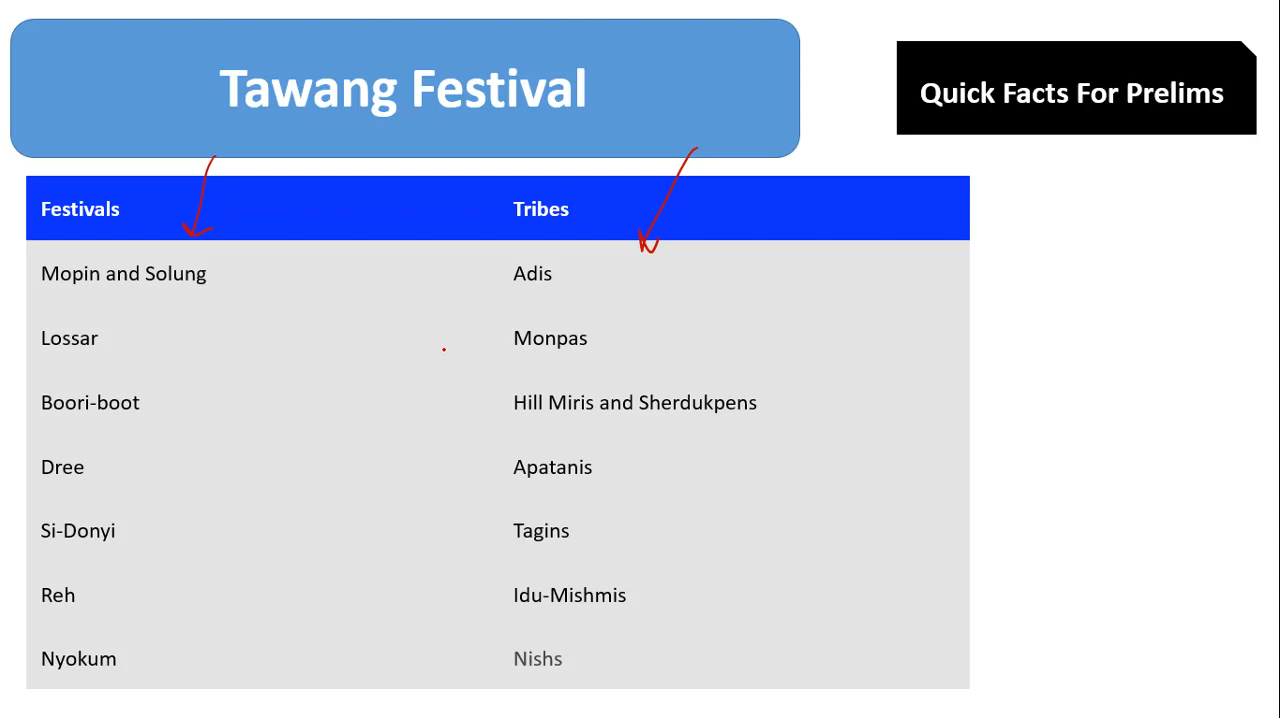 Tawang Festival
Quick Facts For Prelims
Festivals Tribes
Mopin and Solung Adis
Lossar Monpas
Boori-boot Hill Miris and Sherdukpens
Dree Apatanis
Si-Donyi Tagins
Reh Idu-Mishmis
Nyokum Nishs